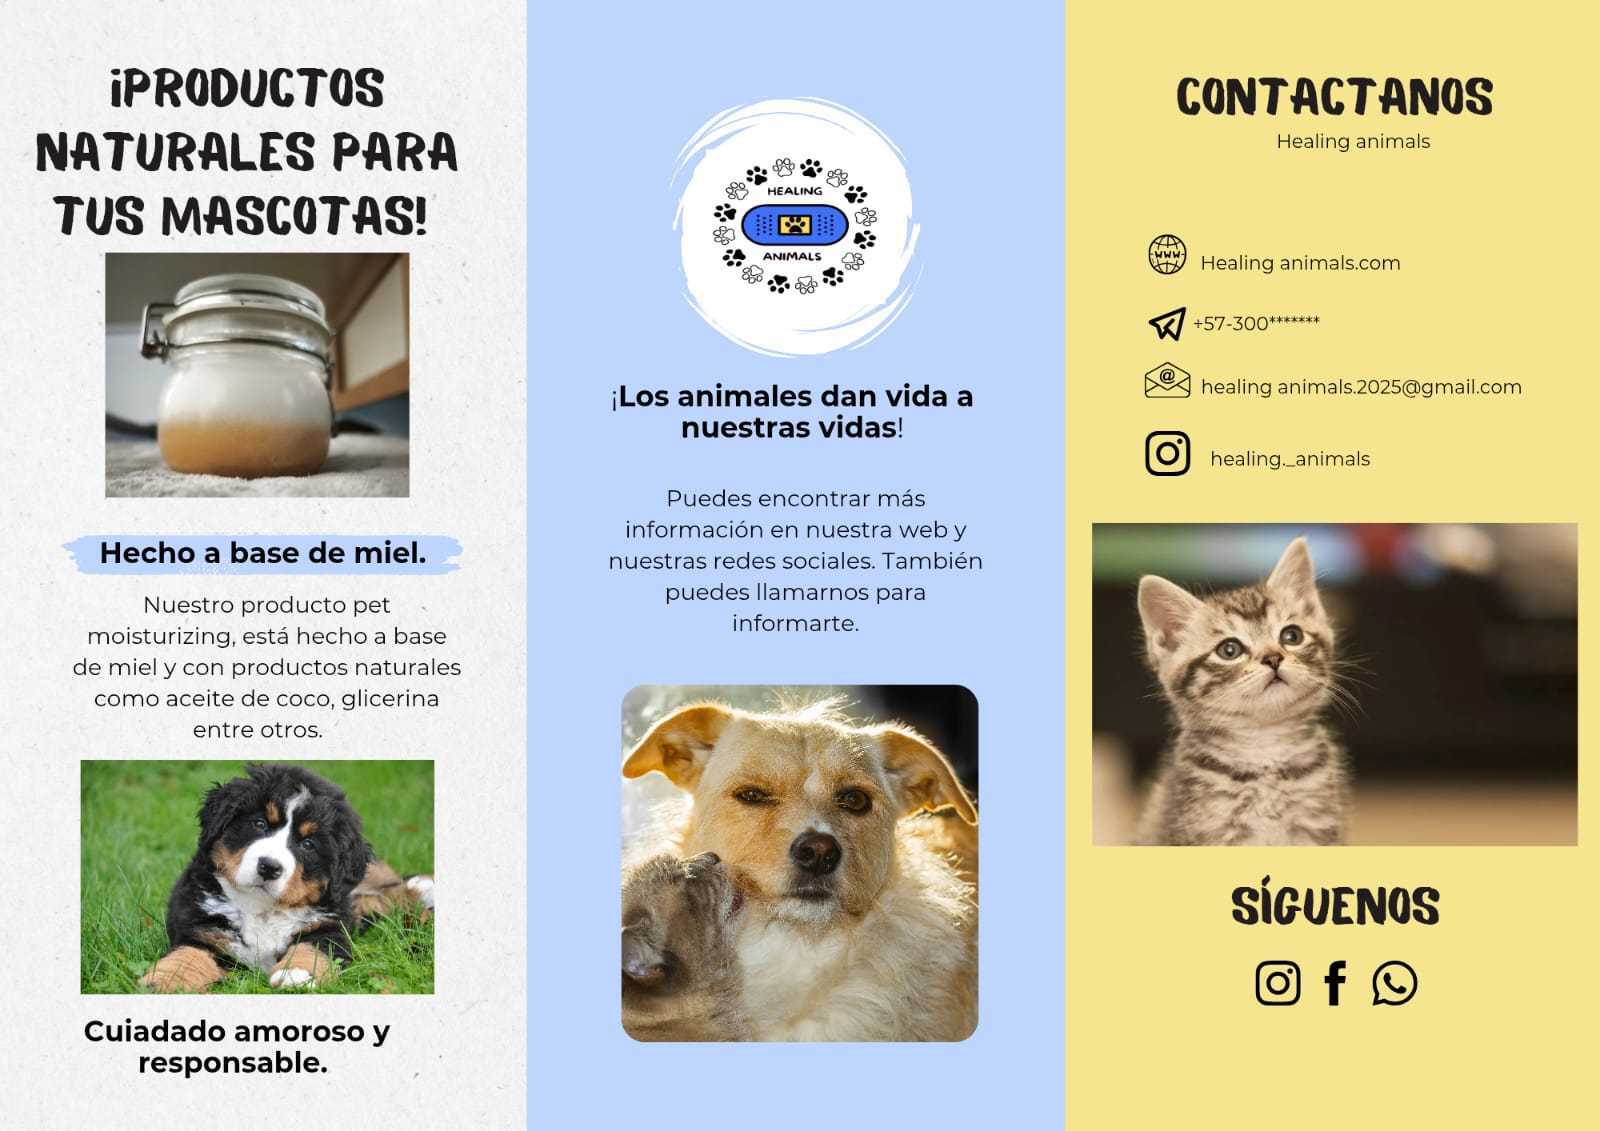 ¡PRODUCTOS
NATURALES PARA
TUS MASCOTAS!
Hecho a base de miel.
Nuestro producto pet
moisturizing, está hecho a base
de miel y con productos naturales
como aceite de coco, glicerina
entre otros.
Cuiadado amoroso y
responsable.
HEALING
ANIMALS
¡Los animales dan vida a
nuestras vidas!
Puedes encontrar más
información en nuestra web y
nuestras redes sociales. También
puedes llamarnos para
informarte.
CONTACTANOS
Healing animals
WWW
Healing animals.com
+57-300*******
@
healing animals.2025@gmail.com
healing._animals
SÍGUENOS